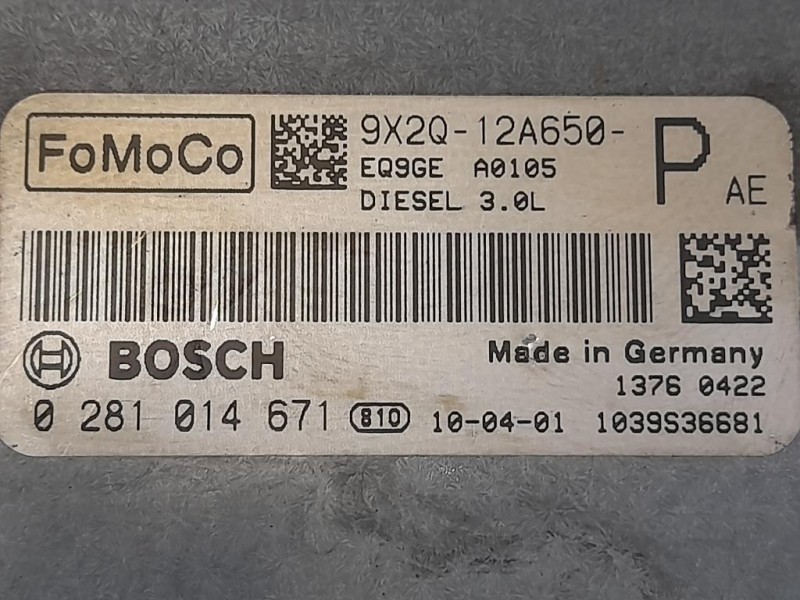 FoMoCo
9X2Q-12A650-
P
AE
EQ9GE A0105
DIESEL 3.0L
BOSCH
Made in Germany
1376 0422
0 281 014 671 810 10-04-01 1039S36681